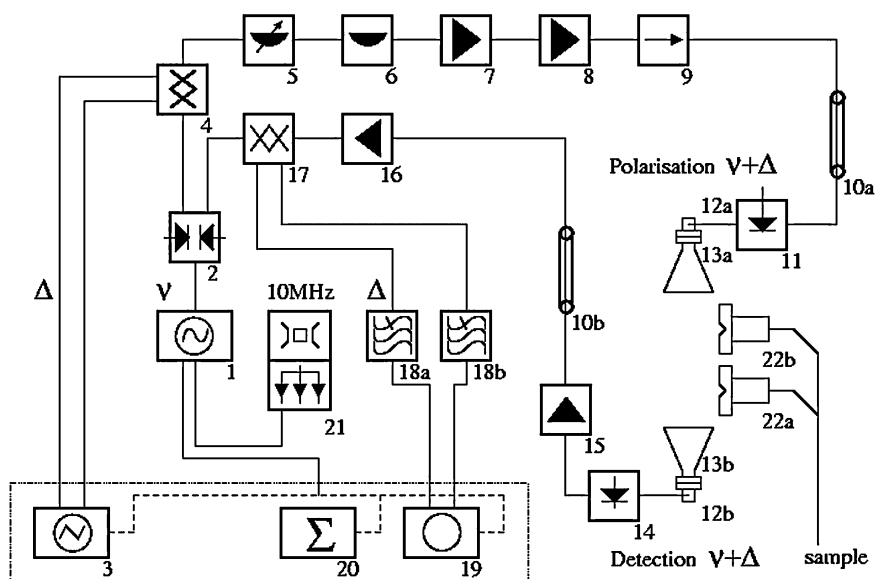 5
6
7
8
9
4
17
16
10a
Polarisation ν+Δ
12a
13a
11
2
Δ
ν
10MHz
Δ
1
21
18a
18b
10b
22b
22a
15
13b
12b
14
Detection ν+Δ
sample
3
Σ
20
19